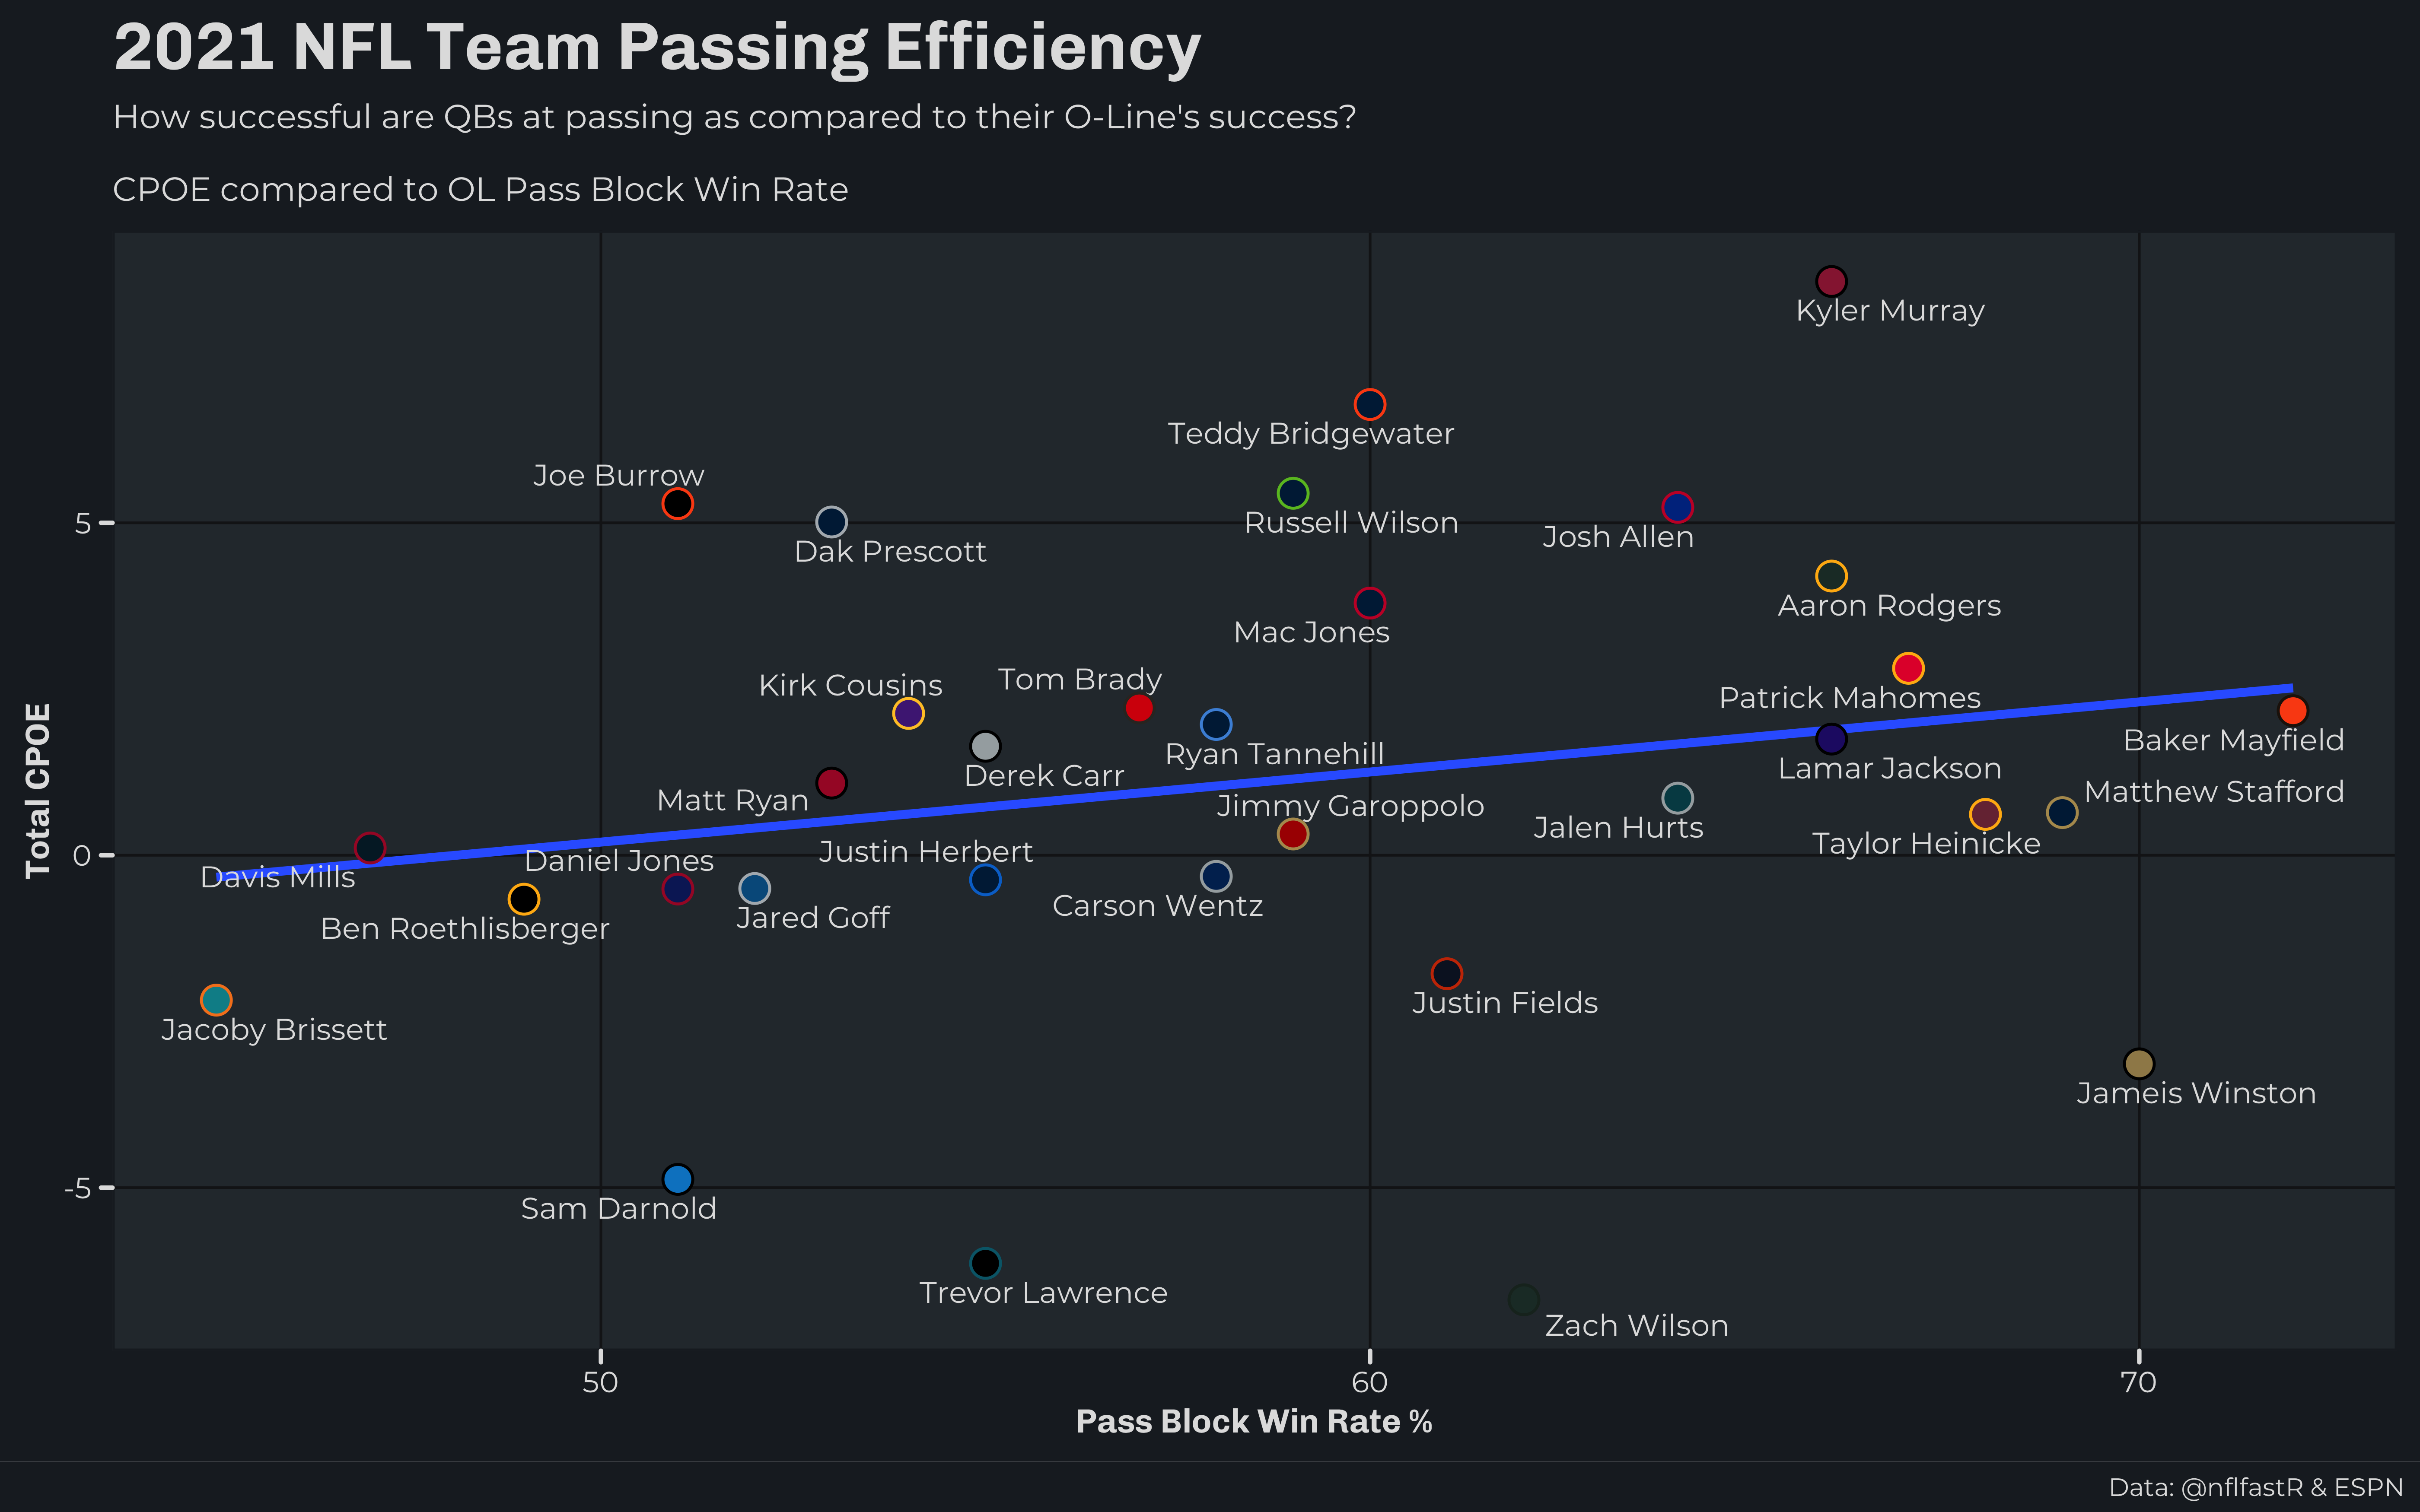 2021 NFL Team Passing Efficiency
How successful are QBs at passing as compared to their O-Line's success?
CPOE compared to OL Pass Block Win Rate
Kyler Murray
Teddy Bridgewater
Joe Burrow
Russell Wilson
Josh Allen
Dak Prescott
Aaron Rodgers
Mac Jones
Tom Brady
Kirk Cousins
Patrick Mahomes
Baker Mayfield
Ryan Tannehill
Lamar Jackson
Derek Carr
Matthew Stafford
Matt Ryan
Jimmy Garoppolo
Jalen Hurts
Taylor Heinicke
Justin Herbert
Daniel Jones
Davis Mills
Carson Wentz
Jared Goff
Ben Roethlisberger
Justin Fields
Jacoby Brissett
Jameis Winston
Sam Darnold
Trevor Lawrence
Zach Wilson
5
0
-5
Total CPOE
50
60
70
Pass Block Win Rate %
Data: @nflfastR & ESPN